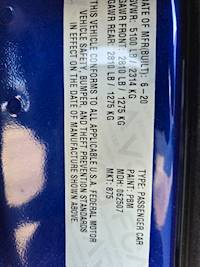 DATE OF MFR(BUILT): 6-20
GVWR: 5100 LB / 2314 KG
GAWR FRONT: 2810 LB / 1275 KG
GAWR REAR: 2810 LB / 1275 KG
THIS VEHICLE CONFORMS TO ALL APPLICABLE U.S.A. FEDERAL MOTOR
VEHICLE SAFETY, BUMPER, AND THEFT PREVENTION STANDARDS
IN EFFECT ON THE DATE OF MANUFACTURE SHOWN ABOVE.
TYPE: PASSENGER CAR
PAINT: PBM
MDH: 062507
MKT: 875